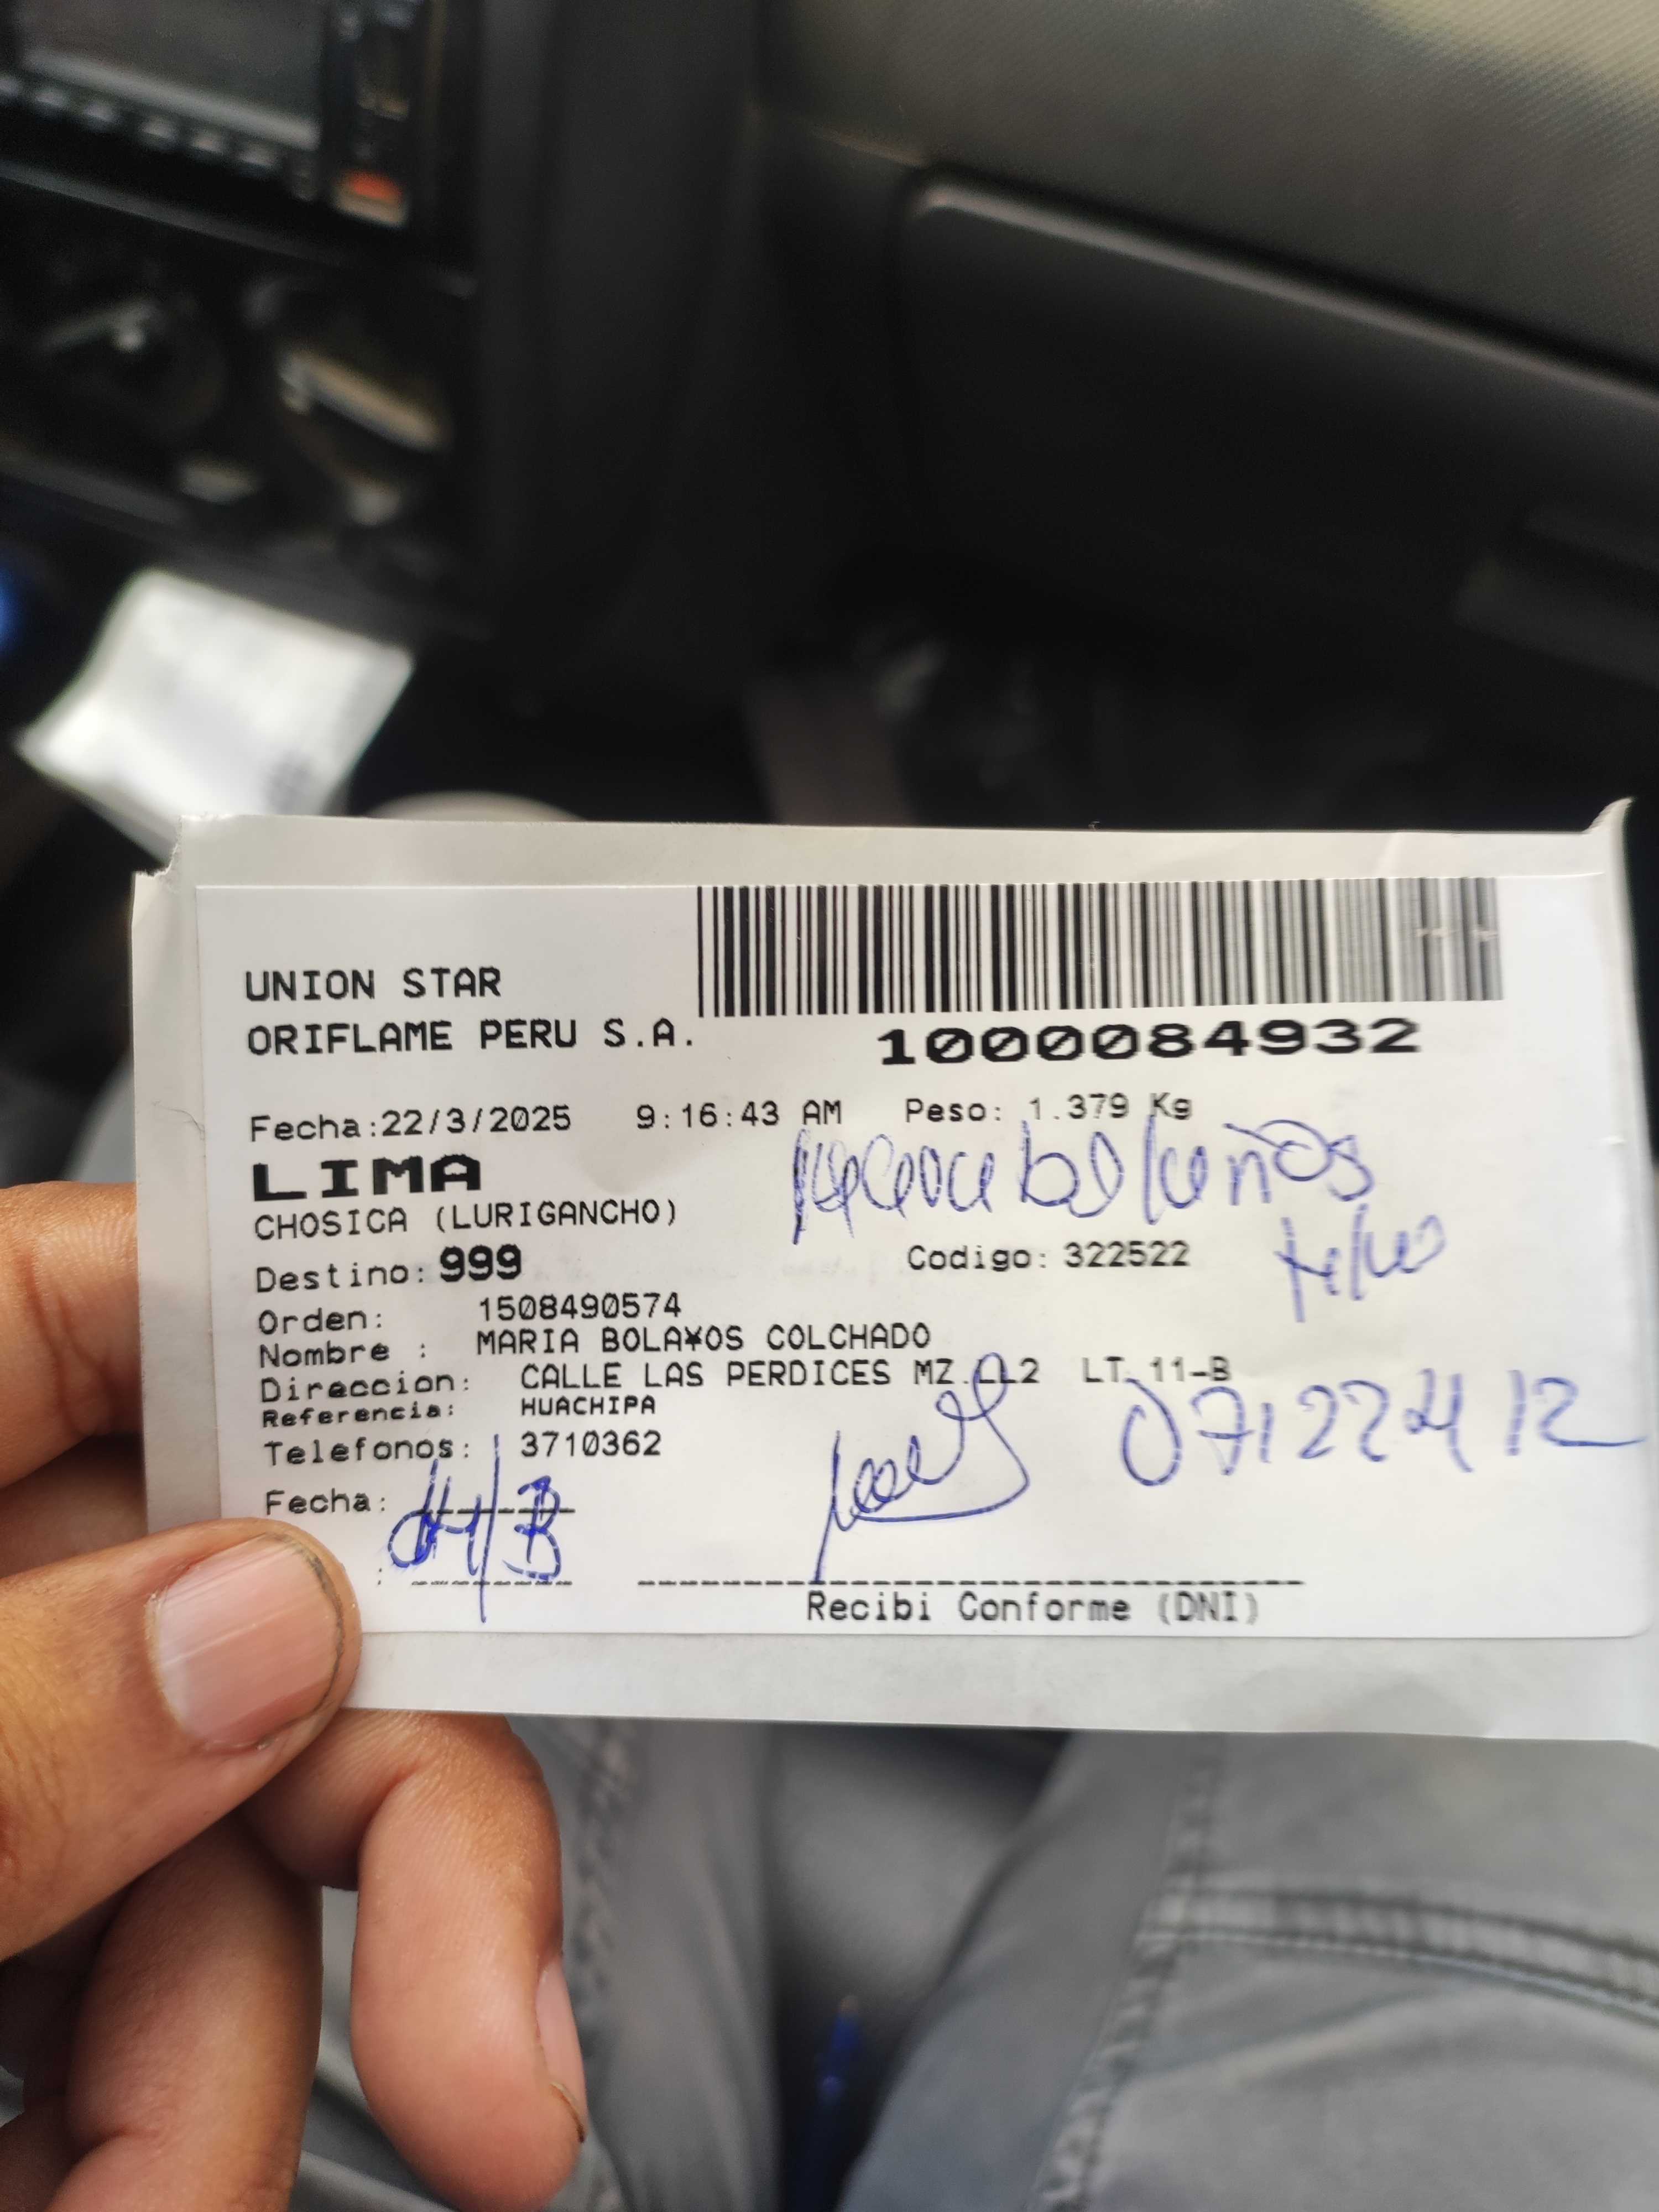 UNION STAR
ORIFLAME PERU S.A.
1000084932
Fecha:22/3/2025 9:16:43 AM Peso: 1.379 Kg
LIMA
bolaños
CHOSICA (LURIGANCHO)
Destino: 999 Codigo: 322522
Orden: 1508490574
Nombre : MARIA BOLA¥OS COLCHADO
Direccion: CALLE LAS PERDICES MZ.LL2 LT.11-B
Referencia: HUACHIPA
Telefonos: 3710362
Fecha:
Recibi Conforme (DNI)